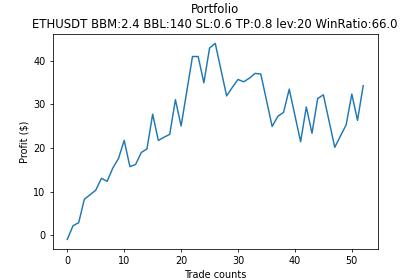 Portfolio
ETHUSDT BBM:2.4 BBL:140 SL:0.6 TP:0.8 lev:20 WinRatio:66.0
Profit ($)
40
30
20
10
0
0 10 20 30 40 50
Trade counts